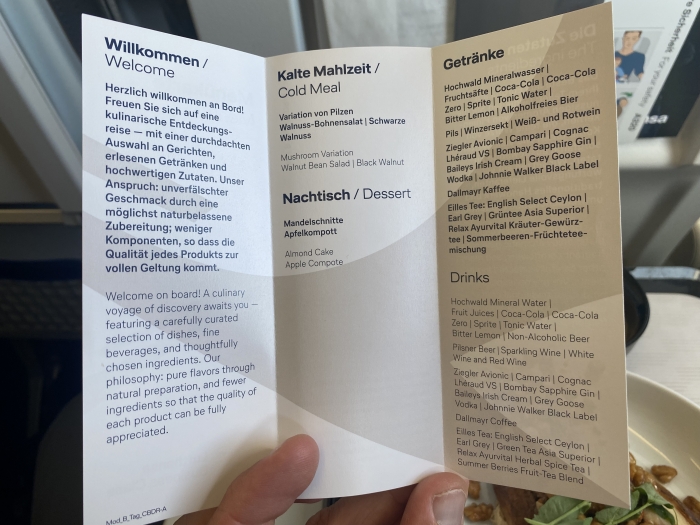 Willkommen /
Welcome
Herzlich willkommen an Bord!
Freuen Sie sich auf eine
kulinarische Entdeckungs-
reise — mit einer durchdachten
Auswahl an Gerichten,
erlesenen Getränken und
hochwertigen Zutaten. Unser
Anspruch: unverfälschter
Geschmack durch eine
möglichst naturbelassene
Zubereitung; weniger
Komponenten, so dass die
Qualität jedes Produkts zur
vollen Geltung kommt.
Welcome on board! A culinary
voyage of discovery awaits you —
featuring a carefully curated
selection of dishes, fine
beverages, and thoughtfully
chosen ingredients. Our
philosophy: pure flavors through
natural preparation, and fewer
ingredients so that the quality of
each product can be fully
appreciated.
Mod_B_Tag_CBDR-A
Kalte Mahlzeit /
Cold Meal
Variation von Pilzen
Walnuss-Bohnensalat | Schwarze
Walnuss
Mushroom Variation
Walnut Bean Salad | Black Walnut
Nachtisch / Dessert
Mandelschnitte
Apfelkompott
Almond Cake
Apple Compote
Getränke
Hochwald Mineralwasser |
Fruchtsäfte | Coca-Cola | Coca-Cola
Zero | Sprite | Tonic Water |
Bitter Lemon | Alkoholfreies Bier
Pils | Winzersekt | Weiß- und Rotwein
Ziegler Avionic | Campari | Cognac
Lhéraud VS | Bombay Sapphire Gin |
Baileys Irish Cream | Grey Goose
Wodka | Johnnie Walker Black Label
Dallmayr Kaffee
Eilles Tee: English Select Ceylon |
Earl Grey | Grüntee Asia Superior |
Relax Ayurvital Kräuter-Gewürz-
tee | Sommerbeeren-Früchtetee-
mischung
Drinks
Hochwald Mineral Water |
Fruit Juices | Coca-Cola | Coca-Cola
Zero | Sprite | Tonic Water |
Bitter Lemon | Non-Alcoholic Beer
Pilsner Beer | Sparkling Wine | White
Wine and Red Wine
Ziegler Avionic | Campari | Cognac
Lhéraud VS | Bombay Sapphire Gin |
Baileys Irish Cream | Grey Goose
Vodka | Johnnie Walker Black Label
Dallmayr Coffee
Eilles Tea: English Select Ceylon |
Earl Grey | Green Tea Asia Superior |
Relax Ayurvital Herbal Spice Tea |
Summer Berries Fruit-Tea Blend
e Sicherheit
For your safety
A320